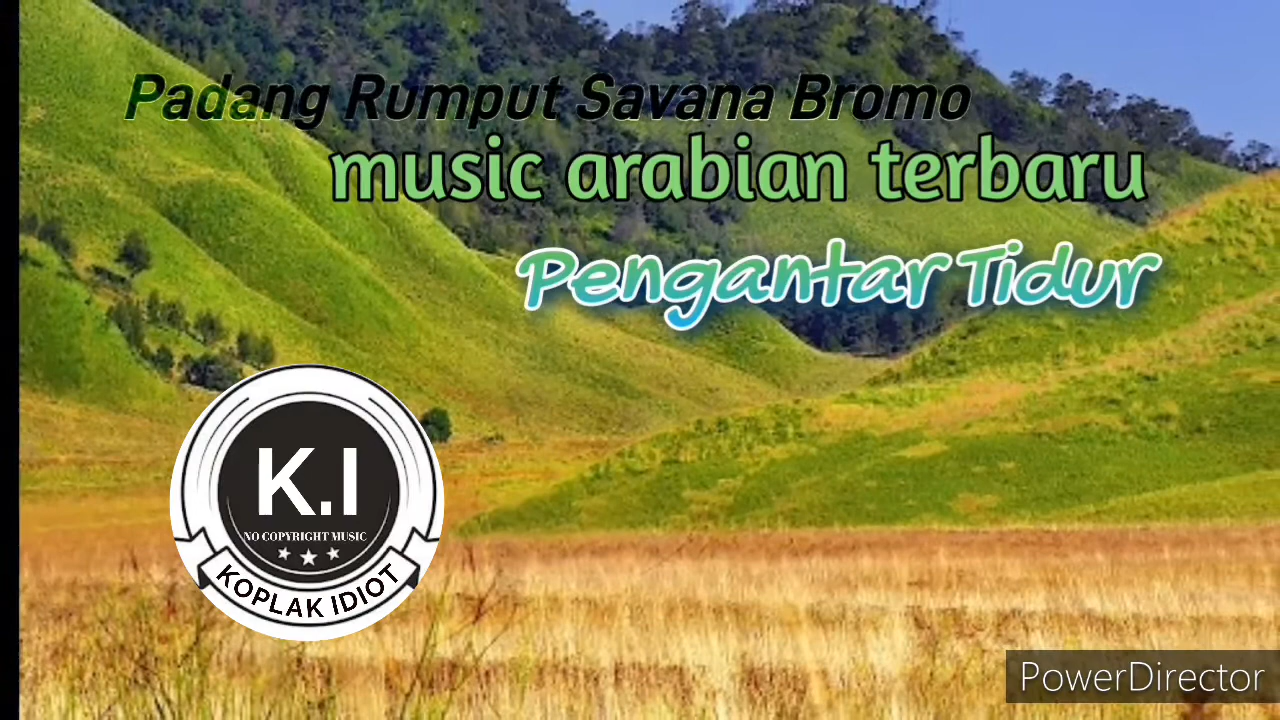 Padang Rumput Savana Bromo
music arabian terbaru
Pengantar Tidur
K.I
NO COPYRIGHT MUSIC
KOPLAK IDIOT
PowerDirector